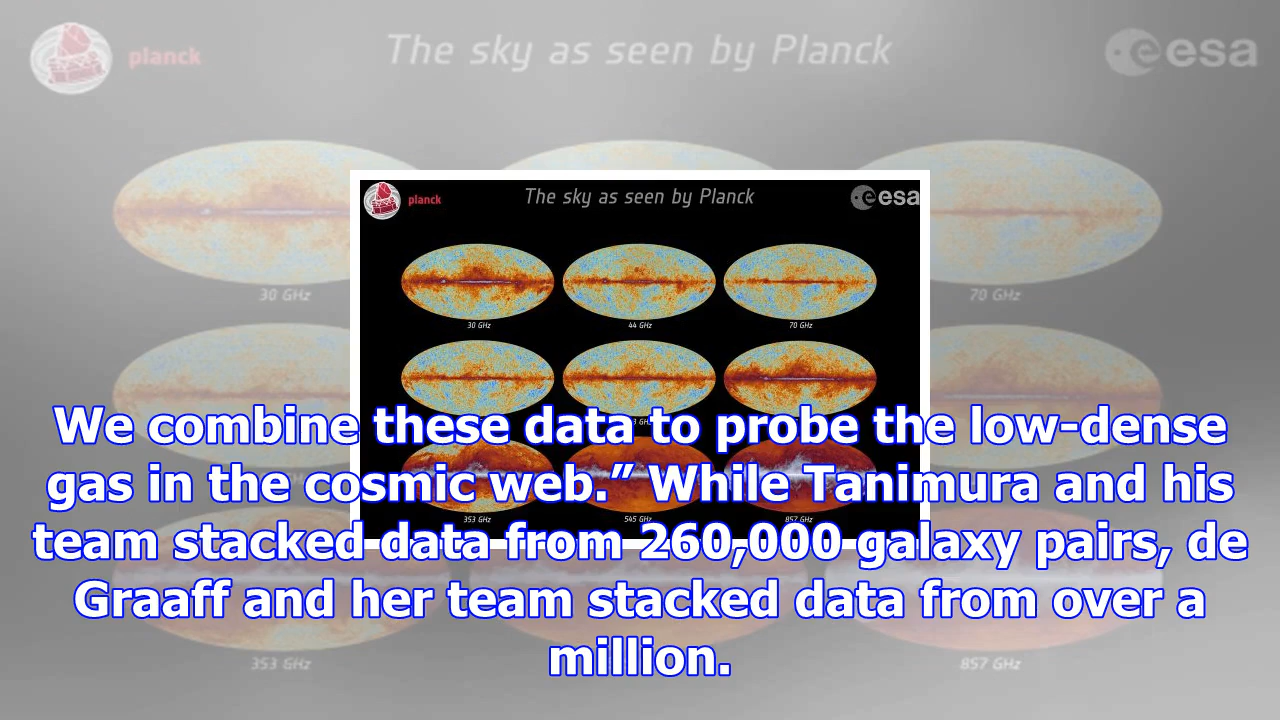 planck
The sky as seen by Planck
esa
30 GHz
70 GHz
planck
The sky as seen by Planck
esa
30 GHz
44 GHz
70 GHz
We combine these data to probe the low-dense
gas in the cosmic web.” While Tanimura and his
team stacked data from 260,000 galaxy pairs, de
Graaff and her team stacked data from over a
million.
353 GHz
545 GHz
857 GHz
353 GHz
857 GHz